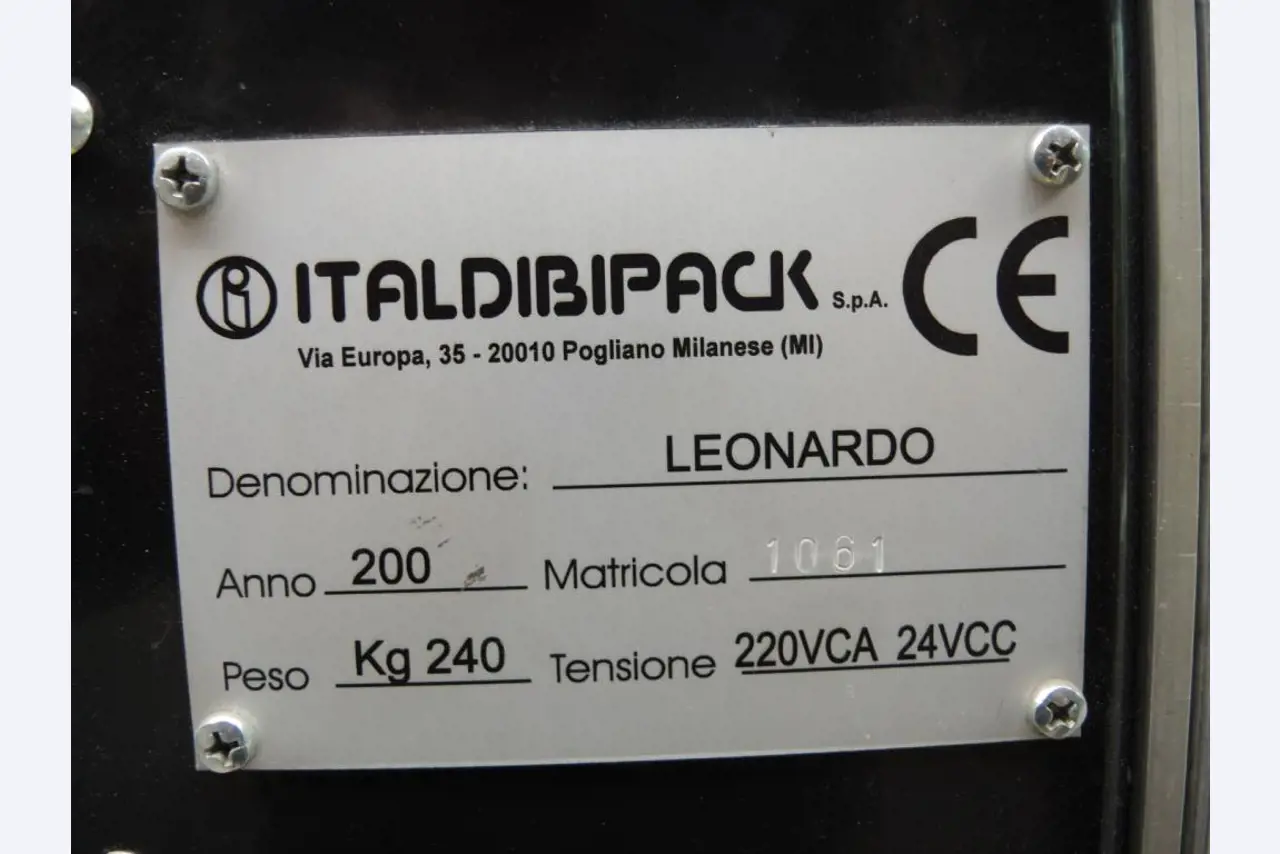 ITALDIBIPACK S.p.A. CE
Via Europa, 35 - 20010 Pogliano Milanese (MI)
Denominazione: LEONARDO
Anno 200 Matricola 1061
Peso Kg 240 Tensione 220VCA 24VCC